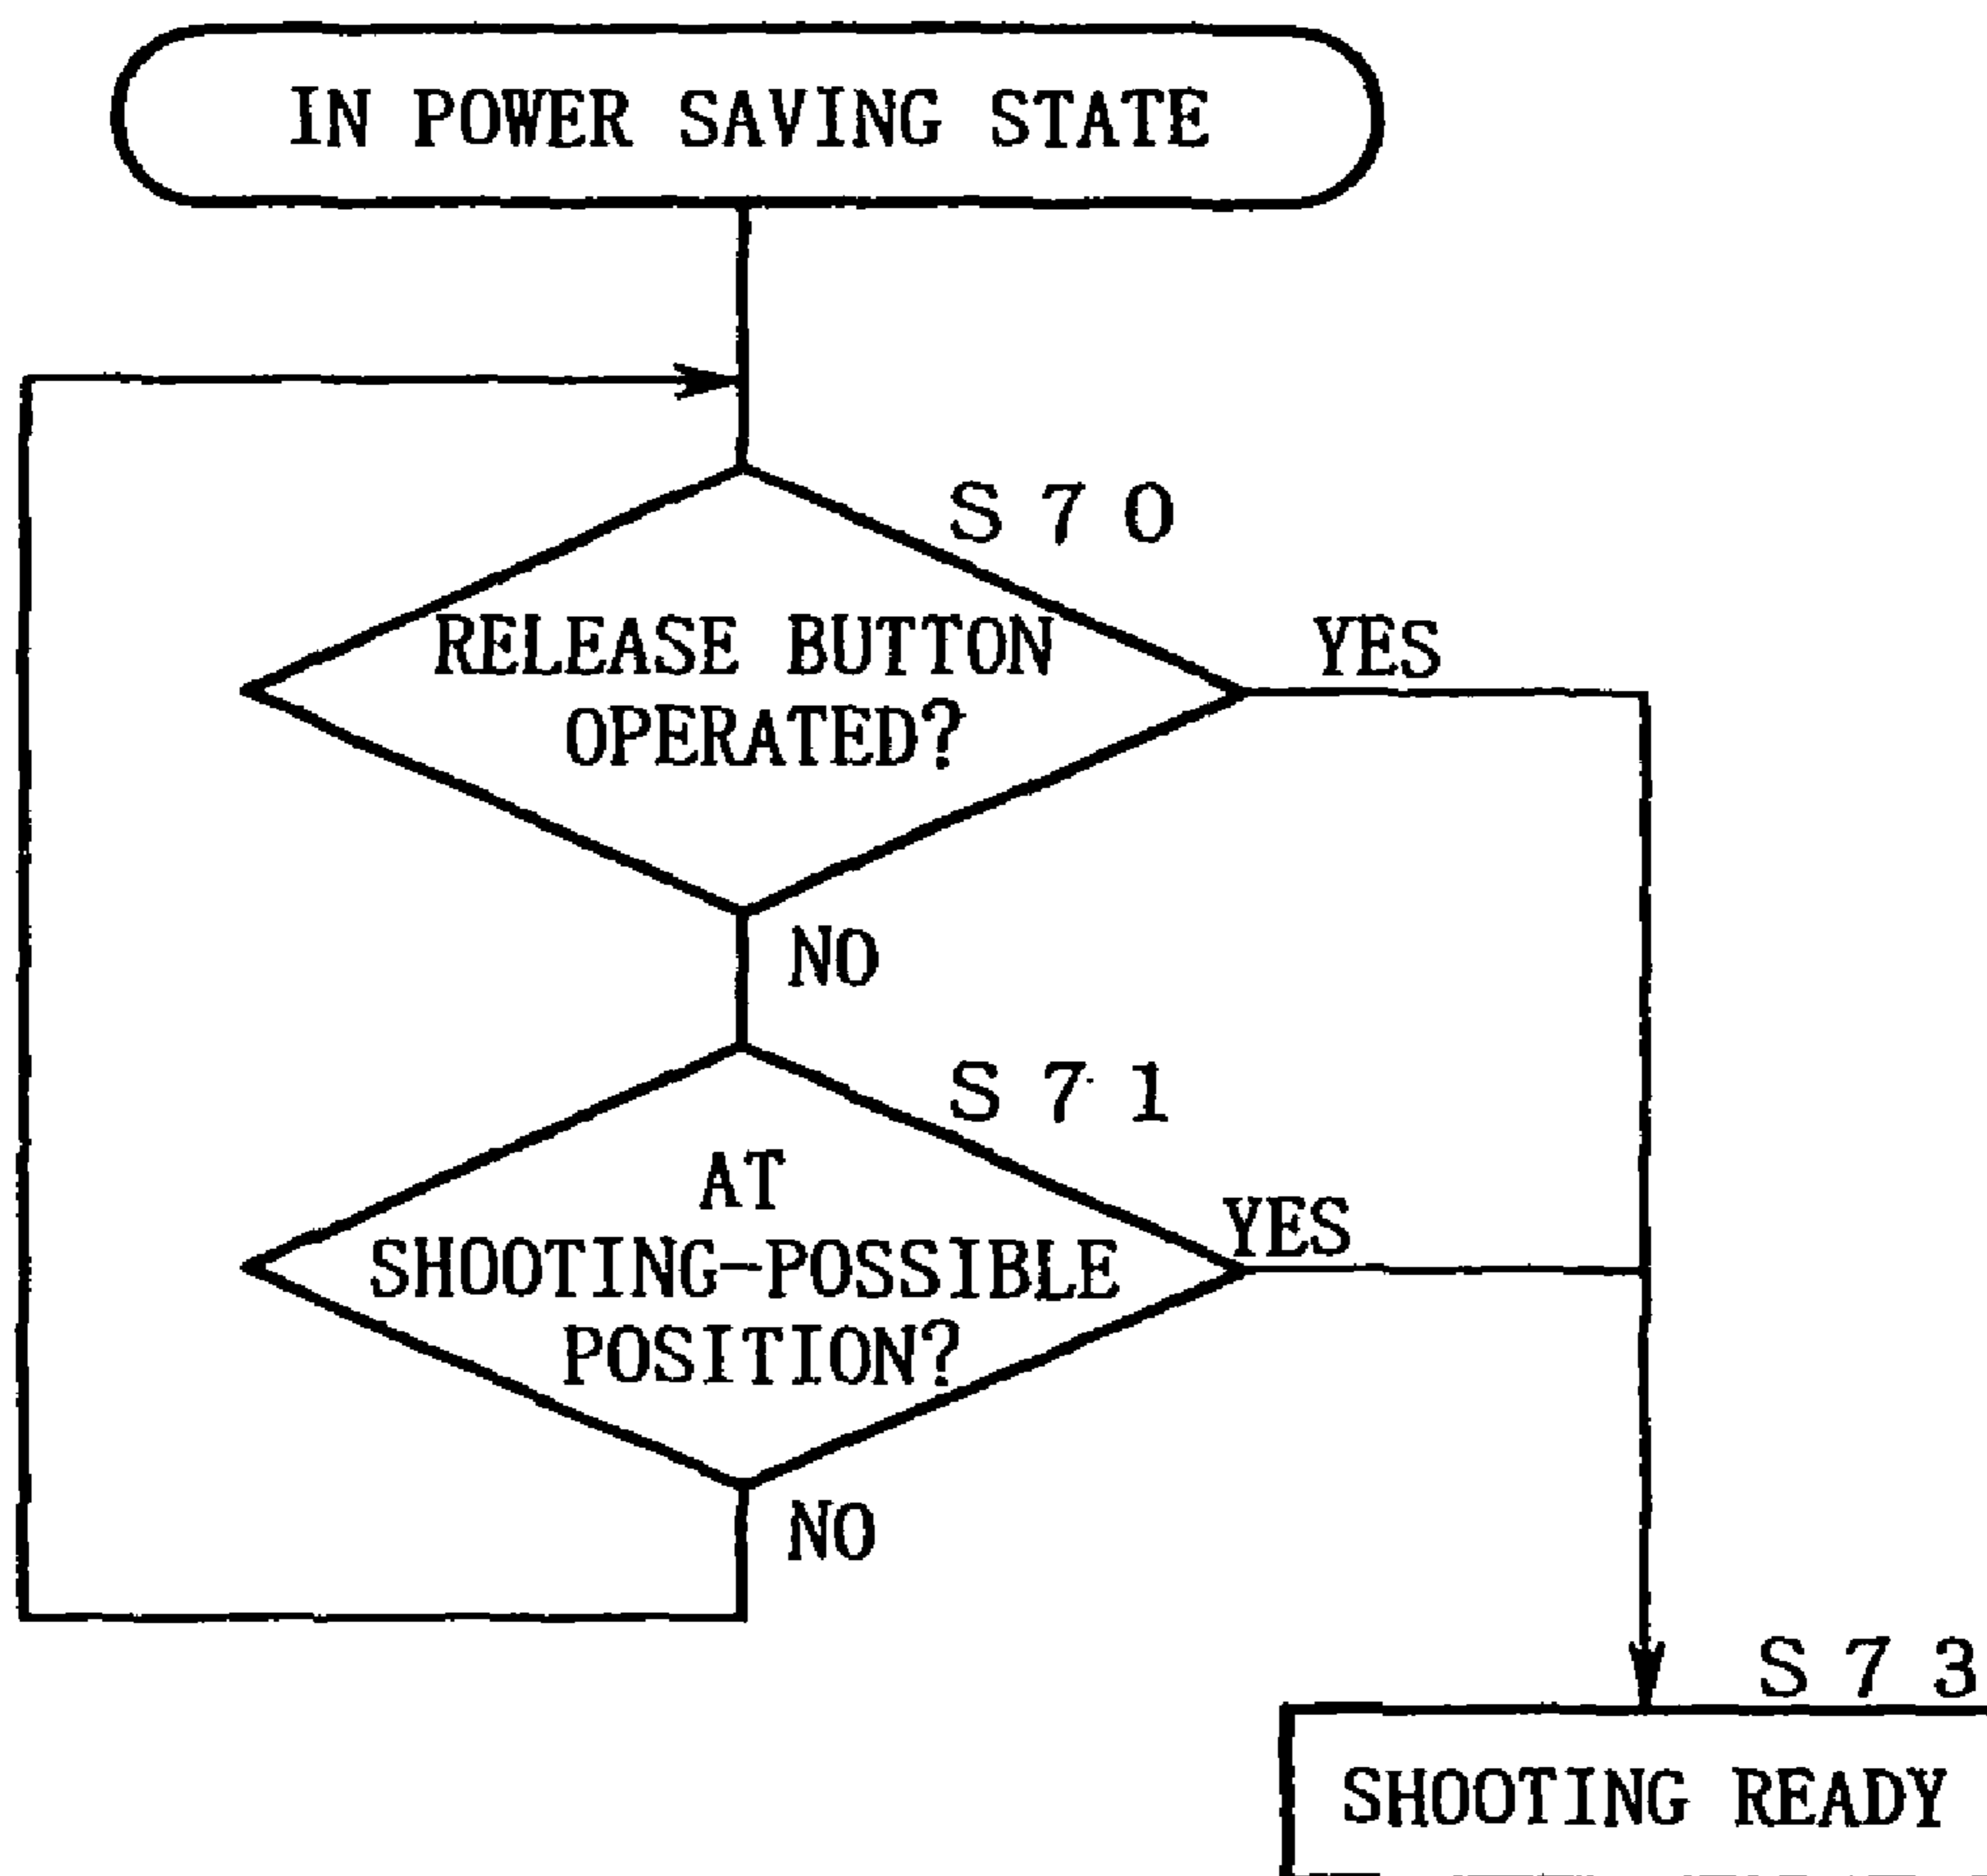 IN POWER SAVING STATE
S70
RELEASE BUTTON
OPERATED?
YES
NO
S71
AT
SHOOTING-POSSIBLE
POSITION?
YES
NO
S73
SHOOTING READY